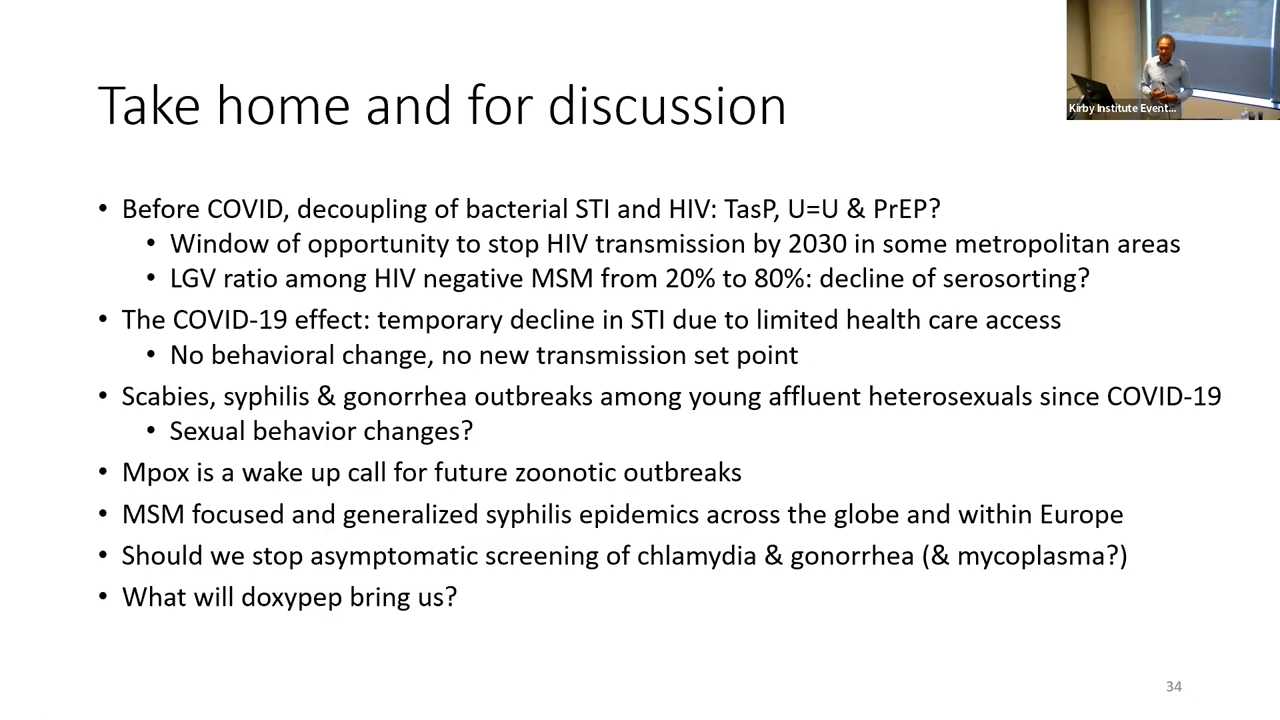 Kirby Institute Event...
Take home and for discussion
• Before COVID, decoupling of bacterial STI and HIV: TasP, U=U & PrEP?
• Window of opportunity to stop HIV transmission by 2030 in some metropolitan areas
• LGV ratio among HIV negative MSM from 20% to 80%: decline of serosorting?
• The COVID-19 effect: temporary decline in STI due to limited health care access
• No behavioral change, no new transmission set point
• Scabies, syphilis & gonorrhea outbreaks among young affluent heterosexuals since COVID-19
• Sexual behavior changes?
• Mpox is a wake up call for future zoonotic outbreaks
• MSM focused and generalized syphilis epidemics across the globe and within Europe
• Should we stop asymptomatic screening of chlamydia & gonorrhea (& mycoplasma?)
• What will doxypep bring us?
34